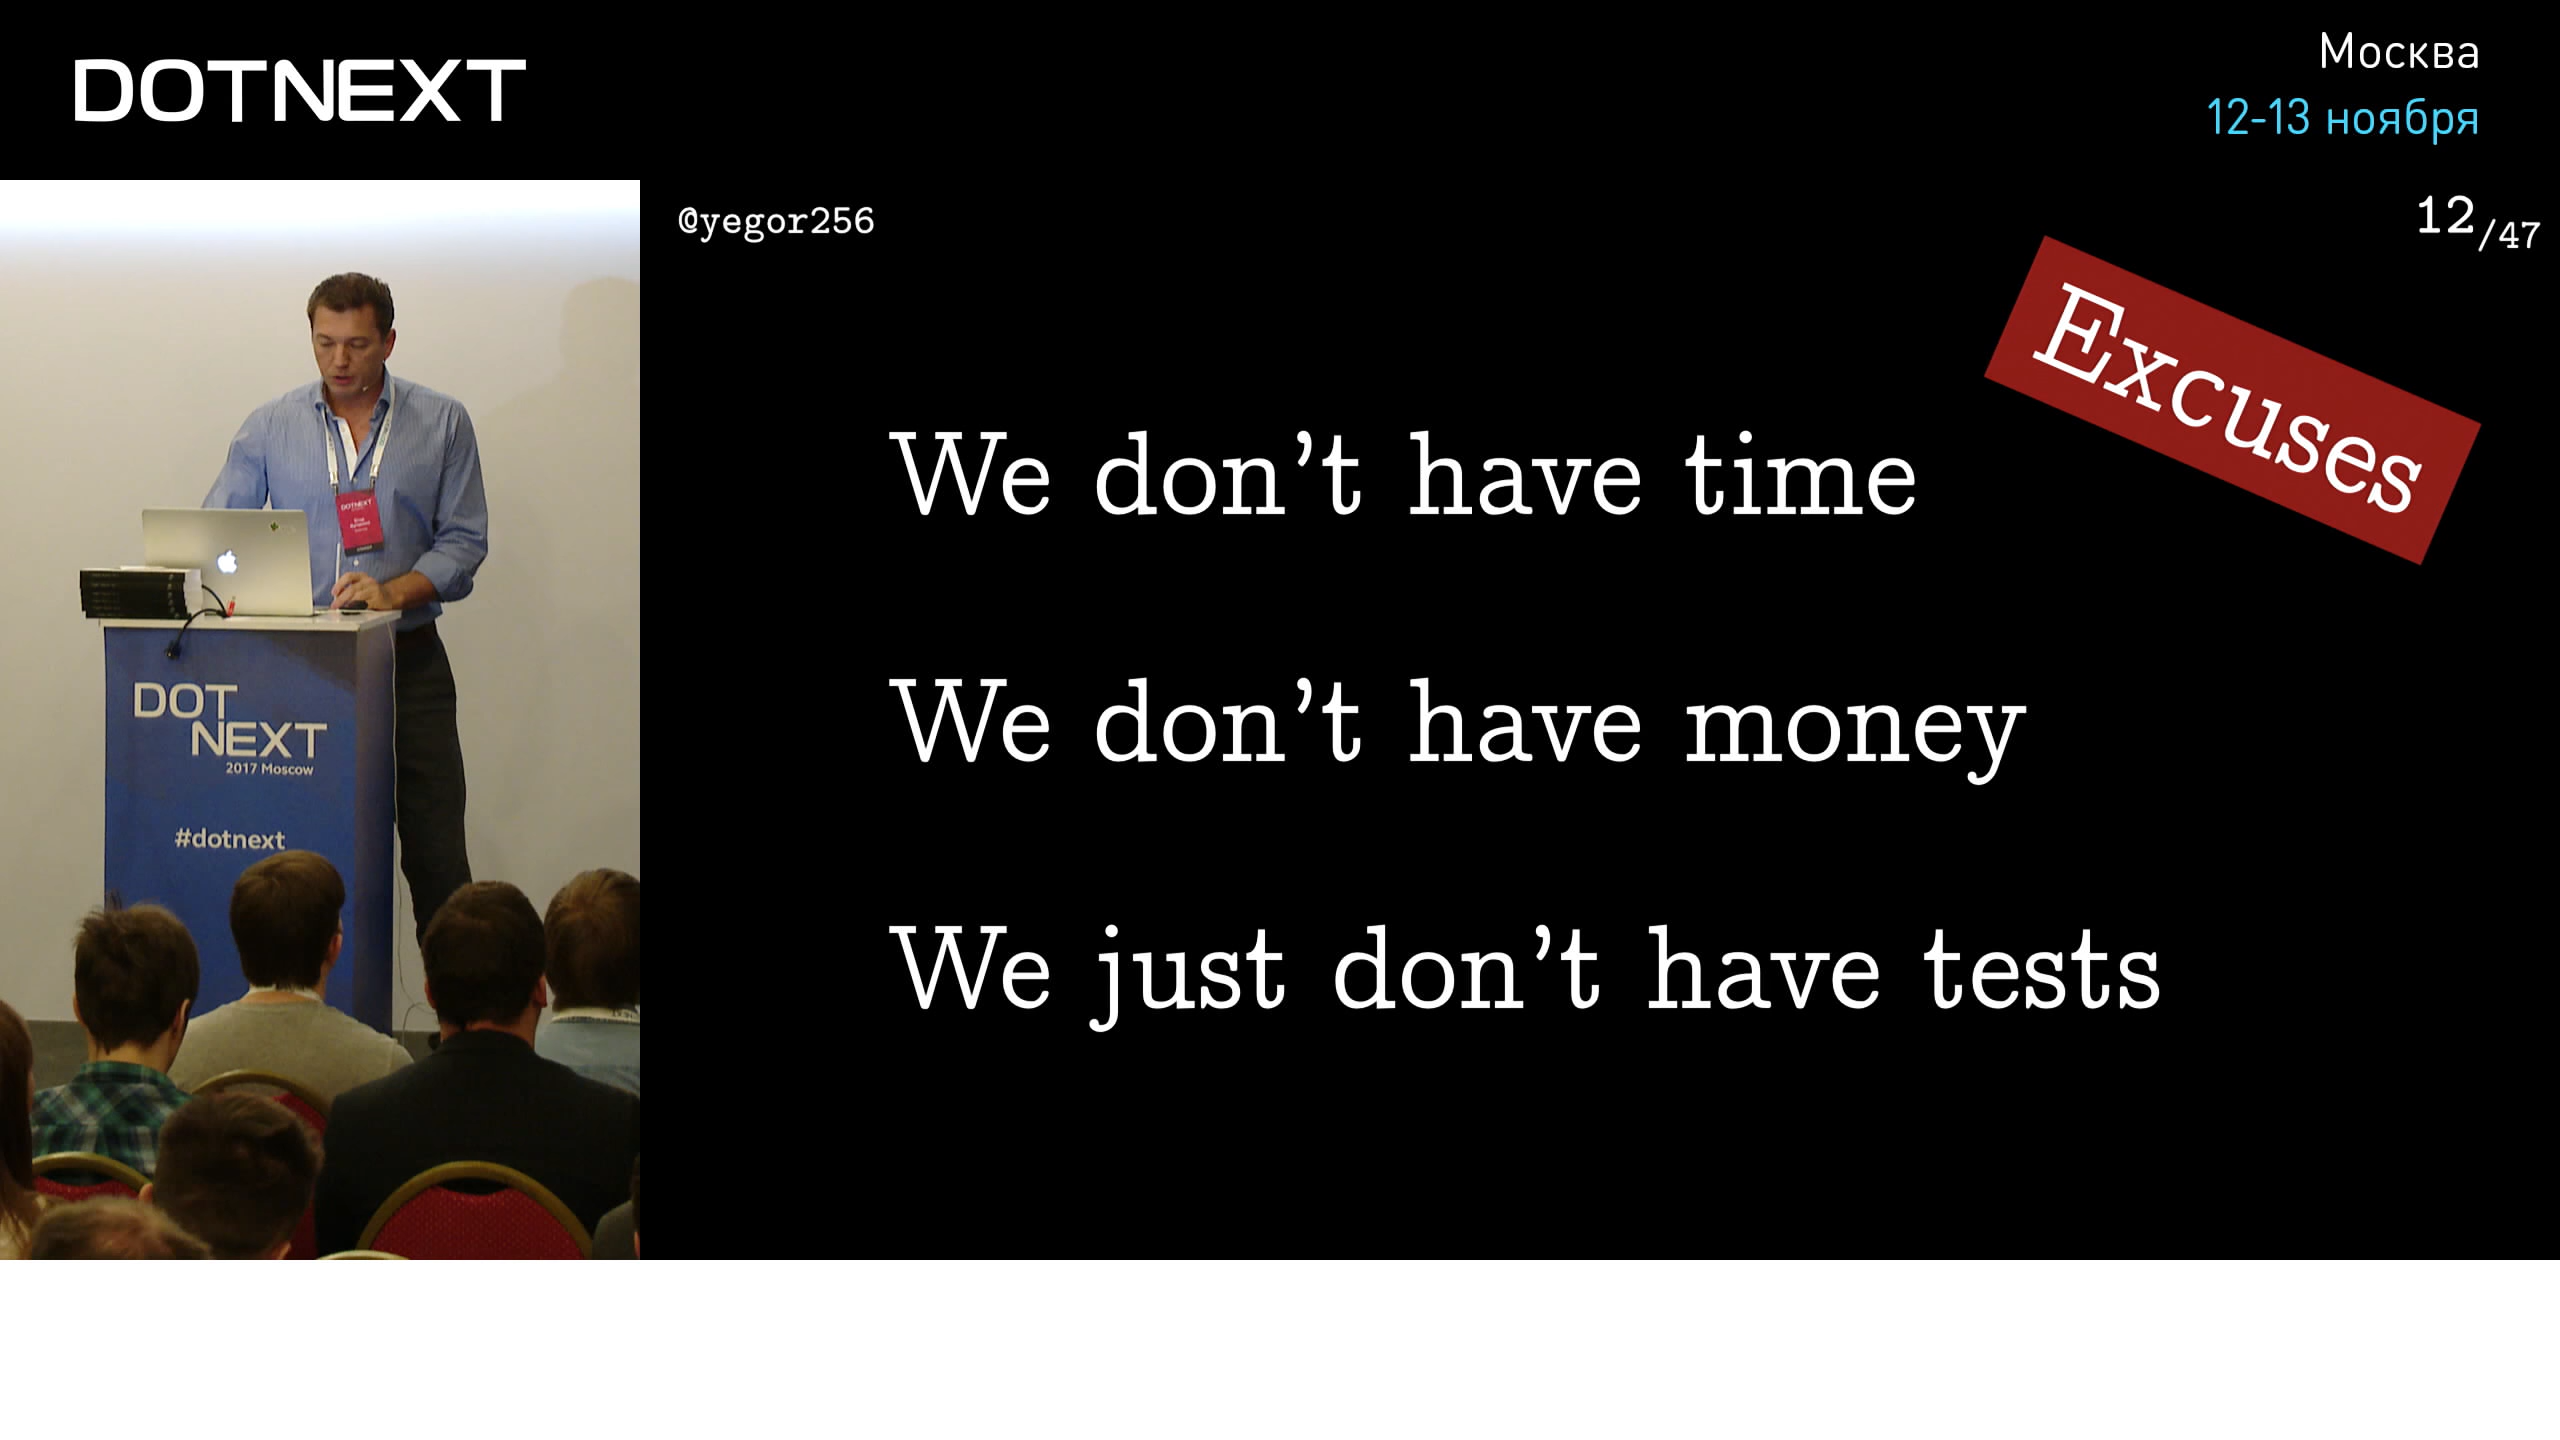 DOTNEXT
Москва
12-13 ноября
@yegor256
12/47
Excuses
We don’t have time
We don’t have money
We just don’t have tests
DOTNEXT
DOT
NEXT
2017 Moscow
#dotnext